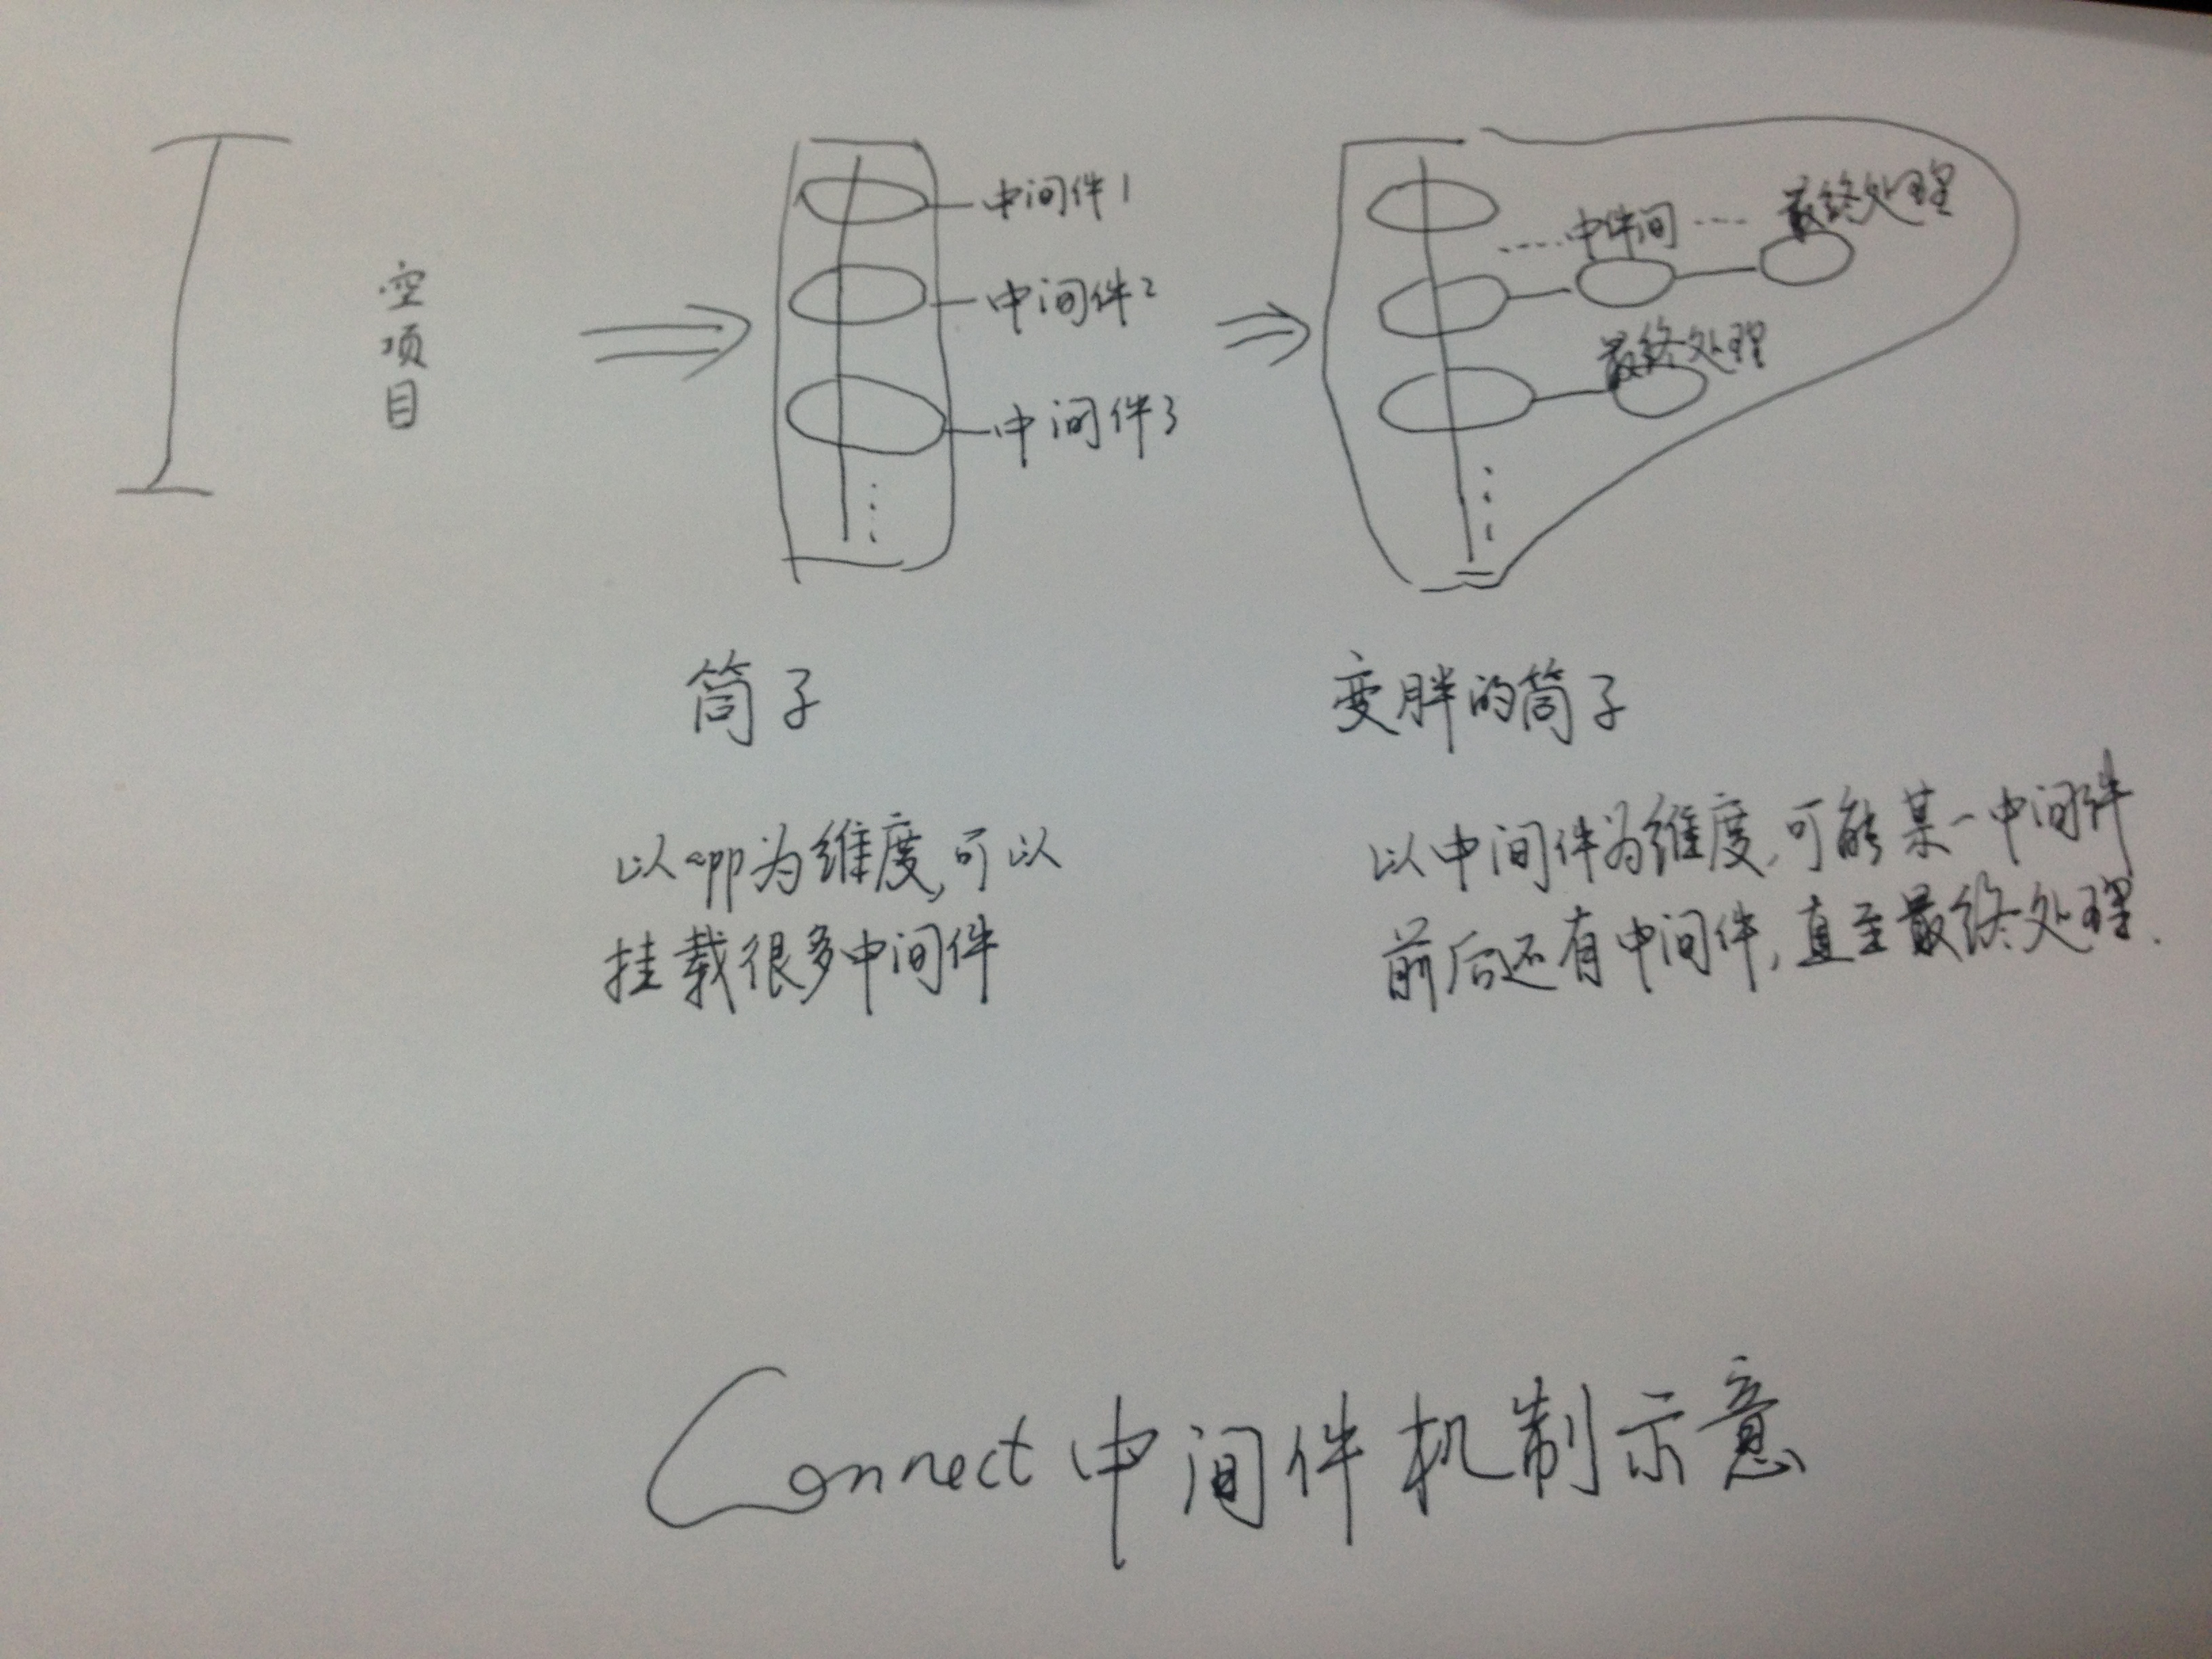 空项目
中间件1
中间件2
中间件3
中件间
最终处理
最终处理
筒子
以app为维度,可以
挂载很多中间件
变胖的筒子
以中间件为维度,可能某一中间件
前后还有中间件,直至最终处理.
Connect中间件机制示意